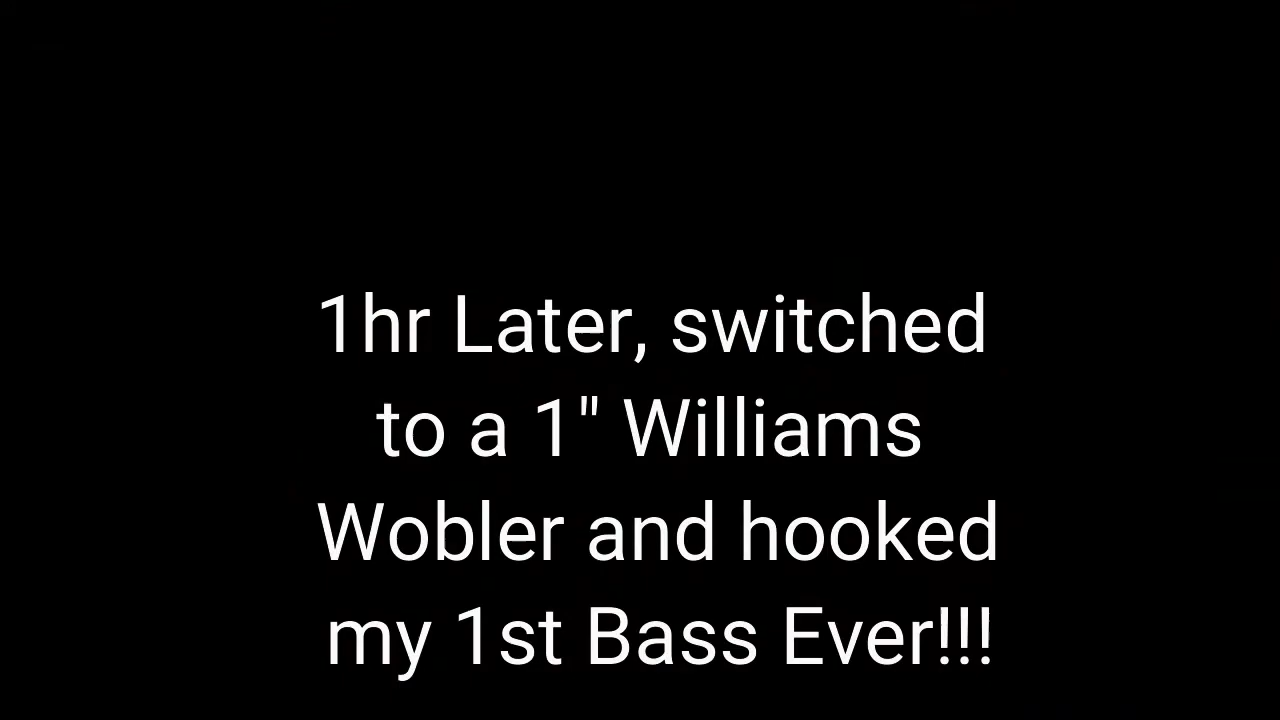 1hr Later, switched
to a 1" Williams
Wobler and hooked
my 1st Bass Ever!!!